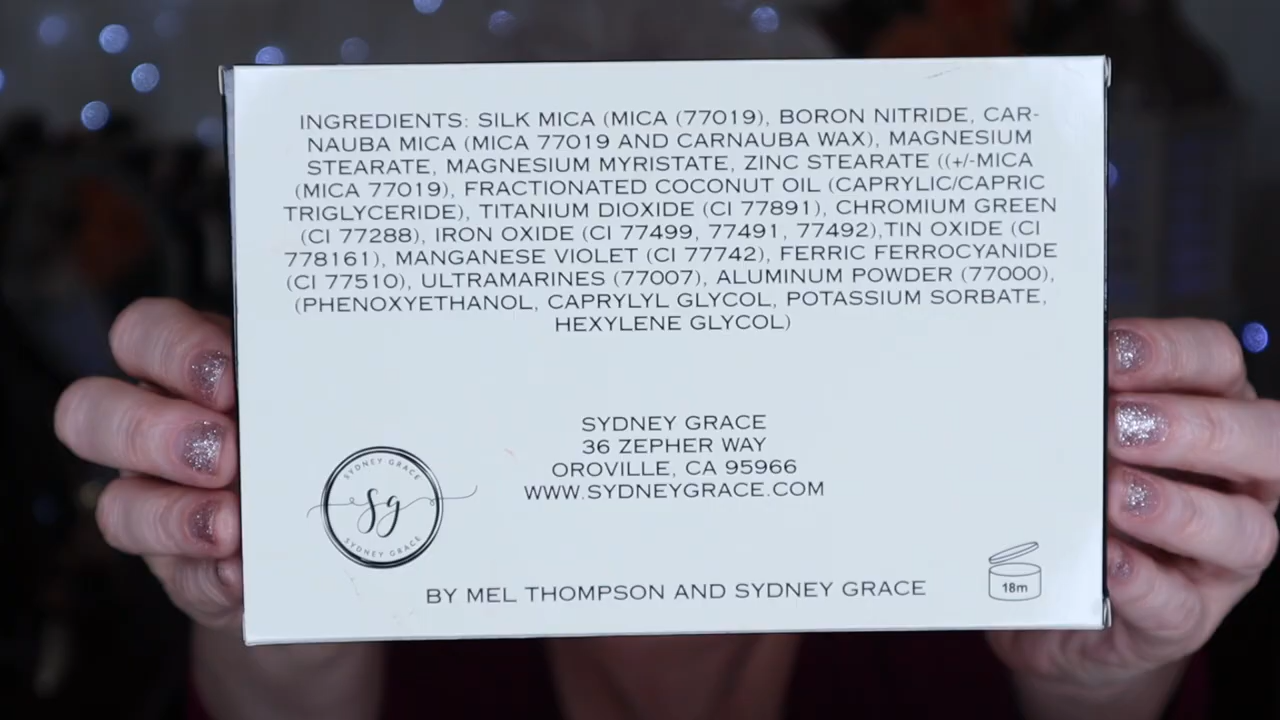 INGREDIENTS: SILK MICA (MICA (77019), BORON NITRIDE, CAR-
NAUBA MICA (MICA 77019 AND CARNAUBA WAX), MAGNESIUM
STEARATE, MAGNESIUM MYRISTATE, ZINC STEARATE ((+/-MICA
(MICA 77019), FRACTIONATED COCONUT OIL (CAPRYLIC/CAPRIC
TRIGLYCERIDE), TITANIUM DIOXIDE (CI 77891), CHROMIUM GREEN
(CI 77288), IRON OXIDE (CI 77499, 77491, 77492),TIN OXIDE (CI
778161), MANGANESE VIOLET (CI 77742), FERRIC FERROCYANIDE
(CI 77510), ULTRAMARINES (77007), ALUMINUM POWDER (77000),
(PHENOXYETHANOL, CAPRYLYL GLYCOL, POTASSIUM SORBATE,
HEXYLENE GLYCOL)
SYDNEY GRACE
36 ZEPHER WAY
OROVILLE, CA 95966
WWW.SYDNEYGRACE.COM
SYDNEY GRACE
Sg
SYDNEY GRACE
18m
BY MEL THOMPSON AND SYDNEY GRACE